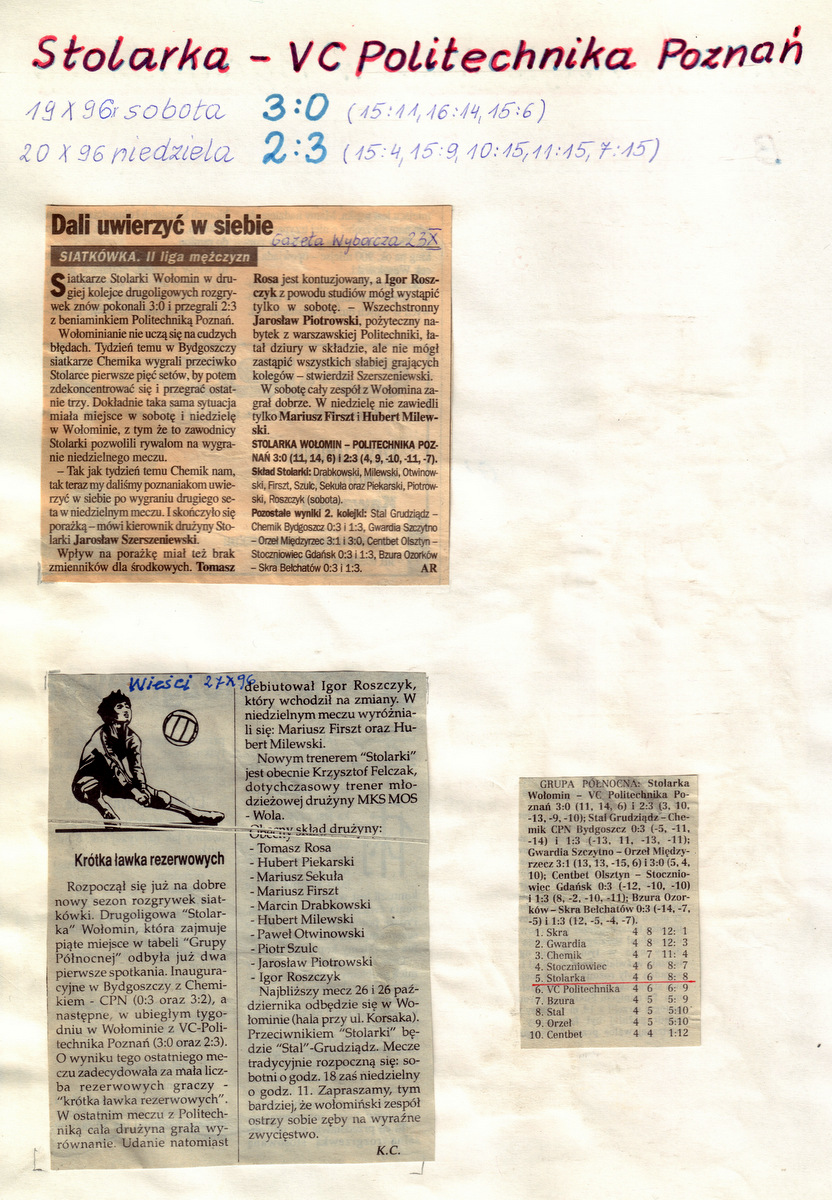 Stolarka – VC Politechnika Poznań
19 X 96r sobota 3:0 (15:11, 16:14, 15:6)
20 X 96 niedziela 2:3 (15:4, 15:9, 10:15, 11:15, 7:15)
Dali uwierzyć w siebie
Gazeta Wyborcza 23 X
SIATKÓWKA. II liga mężczyzn
Siatkarze Stolarki Wołomin w dru-
giej kolejce drugoligowych rozgry-
wek znów pokonali 3:0 i przegrali 2:3
z beniaminkiem Politechniką Poznań.
Wołominianie nie uczą się na cudzych
błędach. Tydzień temu w Bydgoszczy
siatkarze Chemika wygrali przeciwko
Stolarce pierwsze pięć setów, by potem
zdekoncentrować się i przegrać ostat-
nie trzy. Dokładnie taka sama sytuacja
miała miejsce w sobotę i niedzielę
w Wołominie, z tym że to zawodnicy
Stolarki pozwolili rywalom na wygra-
nie niedzielnego meczu.
– Tak jak tydzień temu Chemik nam,
tak teraz my daliśmy poznaniakom uwie-
rzyć w siebie po wygraniu drugiego se-
ta w niedzielnym meczu. I skończyło się
porażką – mówi kierownik drużyny Sto-
larki Jarosław Szerszeniewski.
Wpływ na porażkę miał też brak
zmienników dla środkowych. Tomasz
Rosa jest kontuzjowany, a Igor Rosz-
czyk z powodu studiów mógł wystąpić
tylko w sobotę. – Wszechstronny
Jarosław Piotrowski, pożyteczny na-
bytek z warszawskiej Politechniki, ła-
tał dziury w składzie, ale nie mógł
zastąpić wszystkich słabiej grających
kolegów – stwierdził Szerszeniewski.
W sobotę cały zespół z Wołomina za-
grał dobrze. W niedzielę nie zawiedli
tylko Mariusz Firszt i Hubert Milew-
ski.
STOLARKA WOŁOMIN – POLITECHNIKA POZ-
NAŃ 3:0 (11, 14, 6) i 2:3 (4, 9, -10, -11, -7).
Skład Stolarki: Drabkowski, Milewski, Otwinow-
ski, Firszt, Szulc, Sekuła oraz Piekarski, Piotrow-
ski, Roszczyk (sobota).
Pozostałe wyniki 2. kolejki: Stal Grudziądz –
Chemik Bydgoszcz 0:3 i 1:3, Gwardia Szczytno
– Orzeł Międzyrzec 3:1 i 3:0, Centbet Olsztyn –
Stoczniowiec Gdańsk 0:3 i 1:3, Bzura Ozorków
– Skra Bełchatów 0:3 i 1:3. AR
Wieści 27 X 96
Krótka ławka rezerwowych
Rozpoczął się już na dobre
nowy sezon rozgrywek siat-
kówki. Drugoligowa "Stolar-
ka" Wołomin, która zajmuje
piąte miejsce w tabeli "Grupy
Północnej" odbyła już dwa
pierwsze spotkania. Inaugura-
cyjne w Bydgoszczy z Chemi-
kiem - CPN (0:3 oraz 3:2), a
następne, w ubiegłym tygo-
dniu w Wołominie z VC-Poli-
technika Poznań (3:0 oraz 2:3).
O wyniku tego ostatniego me-
czu zadecydowała za mała licz-
ba rezerwowych graczy -
"krótka ławka rezerwowych".
W ostatnim meczu z Politech-
niką cała drużyna grała wy-
równanie. Udanie natomiast
debiutował Igor Roszczyk,
który wchodził na zmiany. W
niedzielnym meczu wyróżnia-
li się: Mariusz Firszt oraz Hu-
bert Milewski.
Nowym trenerem "Stolarki"
jest obecnie Krzysztof Felczak,
dotychczasowy trener mło-
dzieżowej drużyny MKS MOS
- Wola.
Obecny skład drużyny:
- Tomasz Rosa
- Hubert Piekarski
- Mariusz Sekuła
- Mariusz Firszt
- Marcin Drabkowski
- Hubert Milewski
- Paweł Otwinowski
- Piotr Szulc
- Jarosław Piotrowski
- Igor Roszczyk
Najbliższy mecz 26 i 26 paź-
dziernika odbędzie się w Wo-
łominie (hala przy ul. Korsaka).
Przeciwnikiem "Stolarki" bę-
dzie "Stal"-Grudziądz. Mecze
tradycyjnie rozpoczną się: so-
botni o godz. 18 zaś niedzielny
o godz. 11. Zapraszamy, tym
bardziej, że wołomiński zespół
ostrzy sobie zęby na wyraźne
zwycięstwo.
K.C.
GRUPA PÓŁNOCNA: Stolarka
Wołomin – VC Politechnika Po-
znań 3:0 (11, 14, 6) i 2:3 (3, 10,
-13, -9, -10); Stal Grudziądz – Che-
mik CPN Bydgoszcz 0:3 (-5, -11,
-14) i 1:3 (-13, 11, -13, -11);
Gwardia Szczytno – Orzeł Między-
rzecz 3:1 (13, 13, -15, 6) i 3:0 (5, 4,
10); Centbet Olsztyn – Stocznio-
wiec Gdańsk 0:3 (-12, -10, -10)
i 1:3 (8, -2, -10, -11); Bzura Ozor-
ków – Skra Bełchatów 0:3 (-14, -7,
-5) i 1:3 (12, -5, -4, -7).
1. Skra 4 8 12: 1
2. Gwardia 4 8 12: 3
3. Chemik 4 7 11: 4
4. Stoczniowiec 4 6 8: 7
5. Stolarka 4 6 8: 8
6. VC Politechnika 4 6 6: 9
7. Bzura 4 5 5: 9
8. Stal 4 5 5:10
9. Orzeł 4 5 5:10
10. Centbet 4 4 1:12